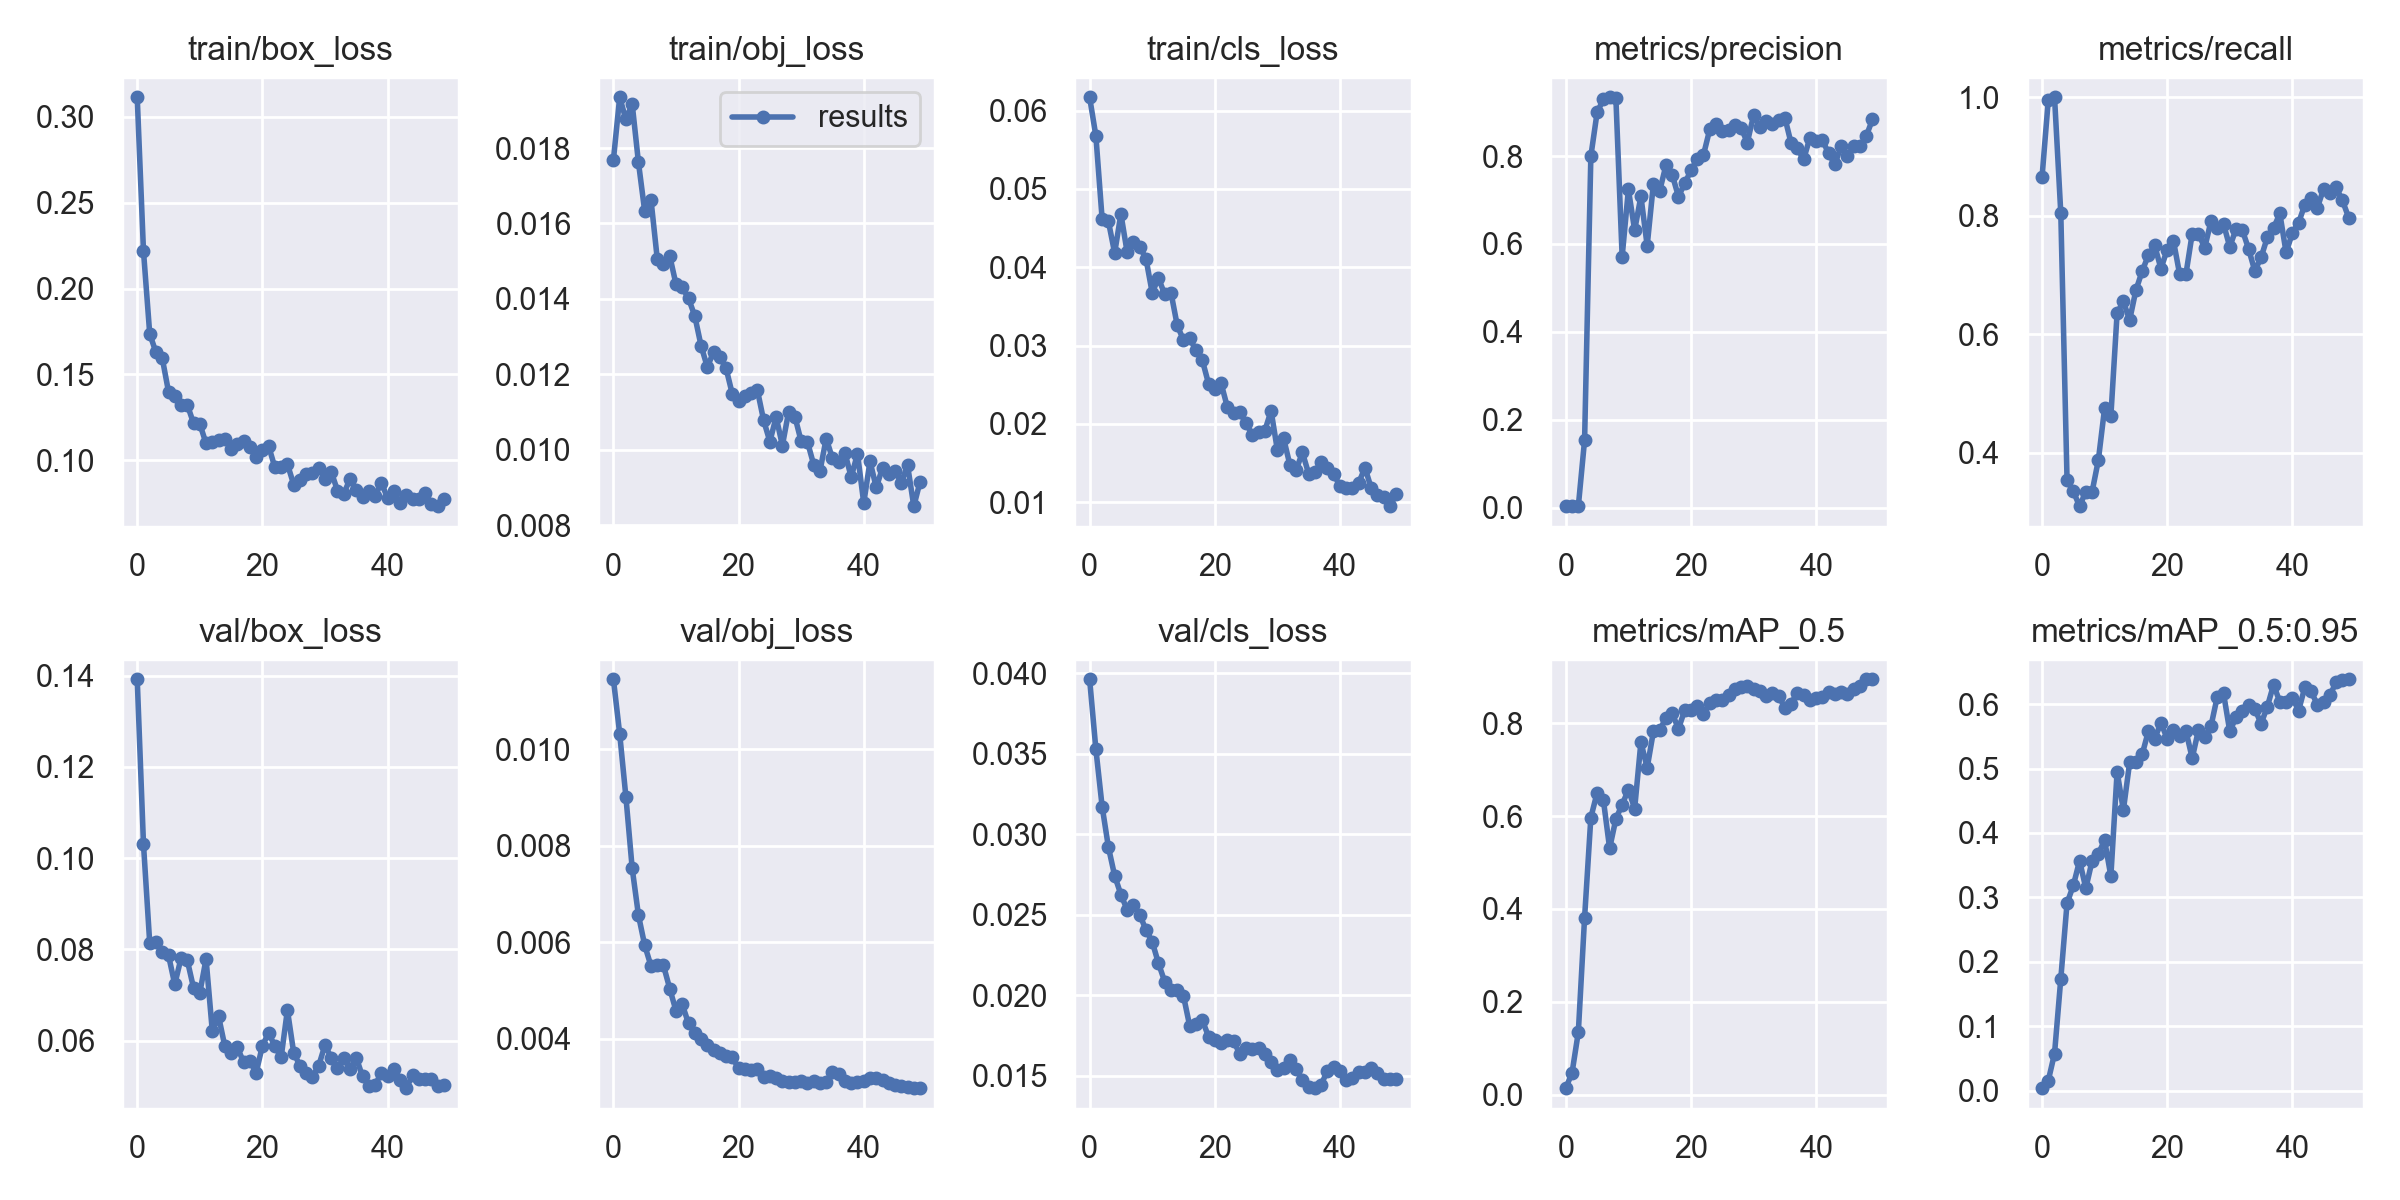 train/box_loss
0.30
0.25
0.20
0.15
0.10
0 20 40
train/obj_loss
results
0.018
0.016
0.014
0.012
0.010
0.008
0 20 40
train/cls_loss
0.06
0.05
0.04
0.03
0.02
0.01
0 20 40
metrics/precision
0.8
0.6
0.4
0.2
0.0
0 20 40
metrics/recall
1.0
0.8
0.6
0.4
0 20 40
val/box_loss
0.14
0.12
0.10
0.08
0.06
0 20 40
val/obj_loss
0.010
0.008
0.006
0.004
0 20 40
val/cls_loss
0.040
0.035
0.030
0.025
0.020
0.015
0 20 40
metrics/mAP_0.5
0.8
0.6
0.4
0.2
0.0
0 20 40
metrics/mAP_0.5:0.95
0.6
0.5
0.4
0.3
0.2
0.1
0.0
0 20 40